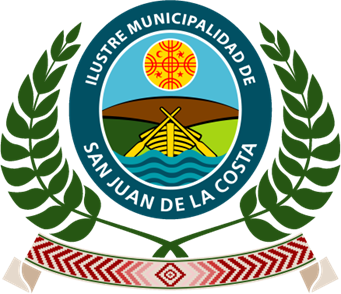 ILUSTRE MUNICIPALIDAD DE
SAN JUAN DE LA COSTA